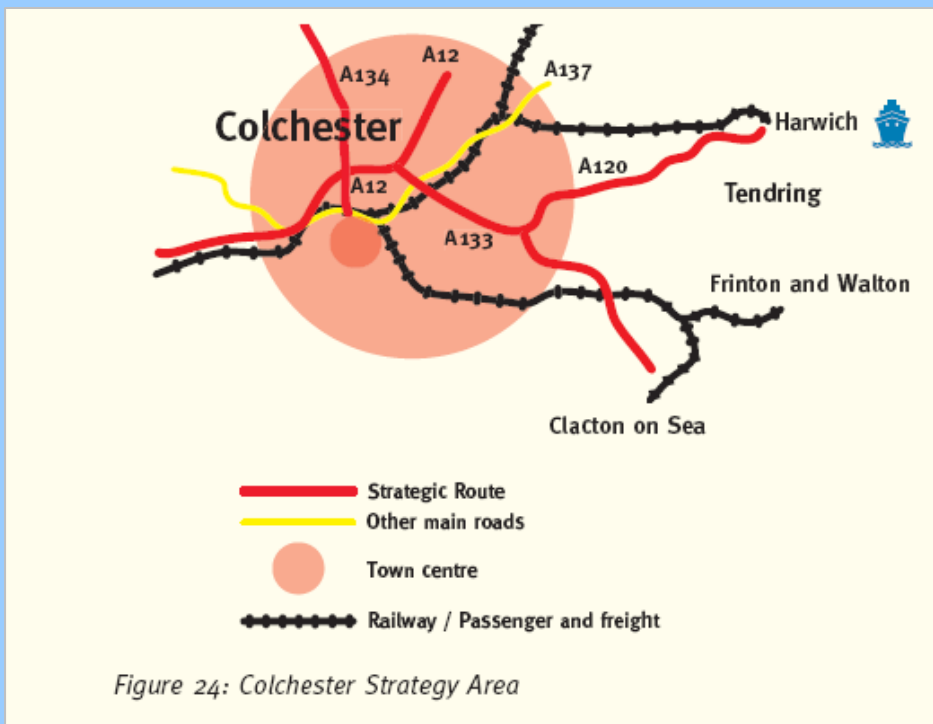 A12
A134
A137
Colchester
Harwich
A120
A12
Tendring
A133
Frinton and Walton
Clacton on Sea
Strategic Route
Other main roads
Town centre
Railway / Passenger and freight
Figure 24: Colchester Strategy Area